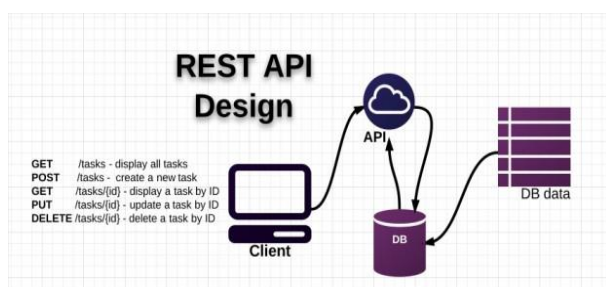 REST API
Design
GET /tasks - display all tasks
POST /tasks - create a new task
GET /tasks/{id} - display a task by ID
PUT /tasks/{id} - update a task by ID
DELETE /tasks/{id} - delete a task by ID
Client
API
DB
DB data